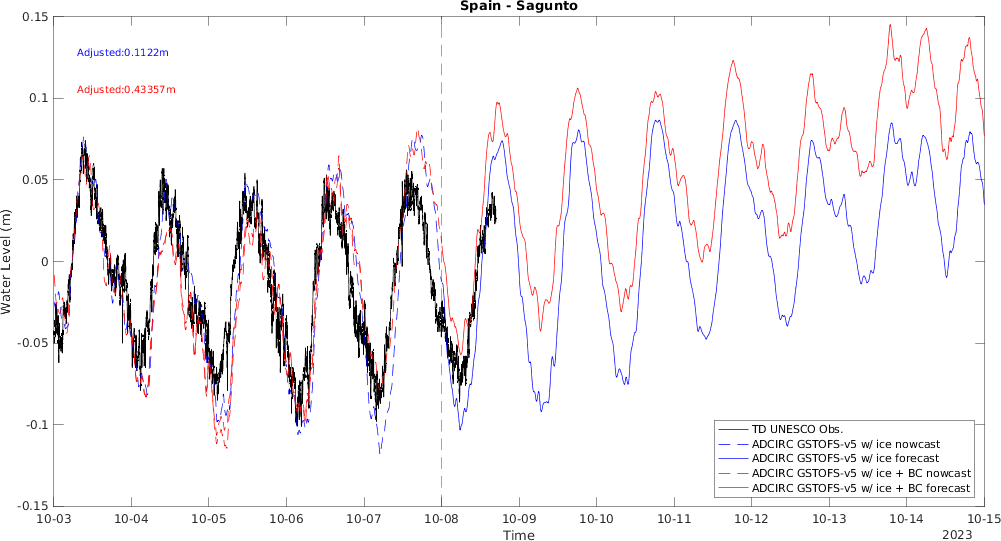 Spain - Sagunto
0.15
0.1
0.05
0
-0.05
-0.1
-0.15
Water Level (m)
Adjusted:0.1122m
Adjusted:0.43357m
TD UNESCO Obs.
ADCIRC GSTOFS-v5 w/ ice nowcast
ADCIRC GSTOFS-v5 w/ ice forecast
ADCIRC GSTOFS-v5 w/ ice + BC nowcast
ADCIRC GSTOFS-v5 w/ ice + BC forecast
10-03 10-04 10-05 10-06 10-07 10-08 10-09 10-10 10-11 10-12 10-13 10-14 10-15
Time
2023